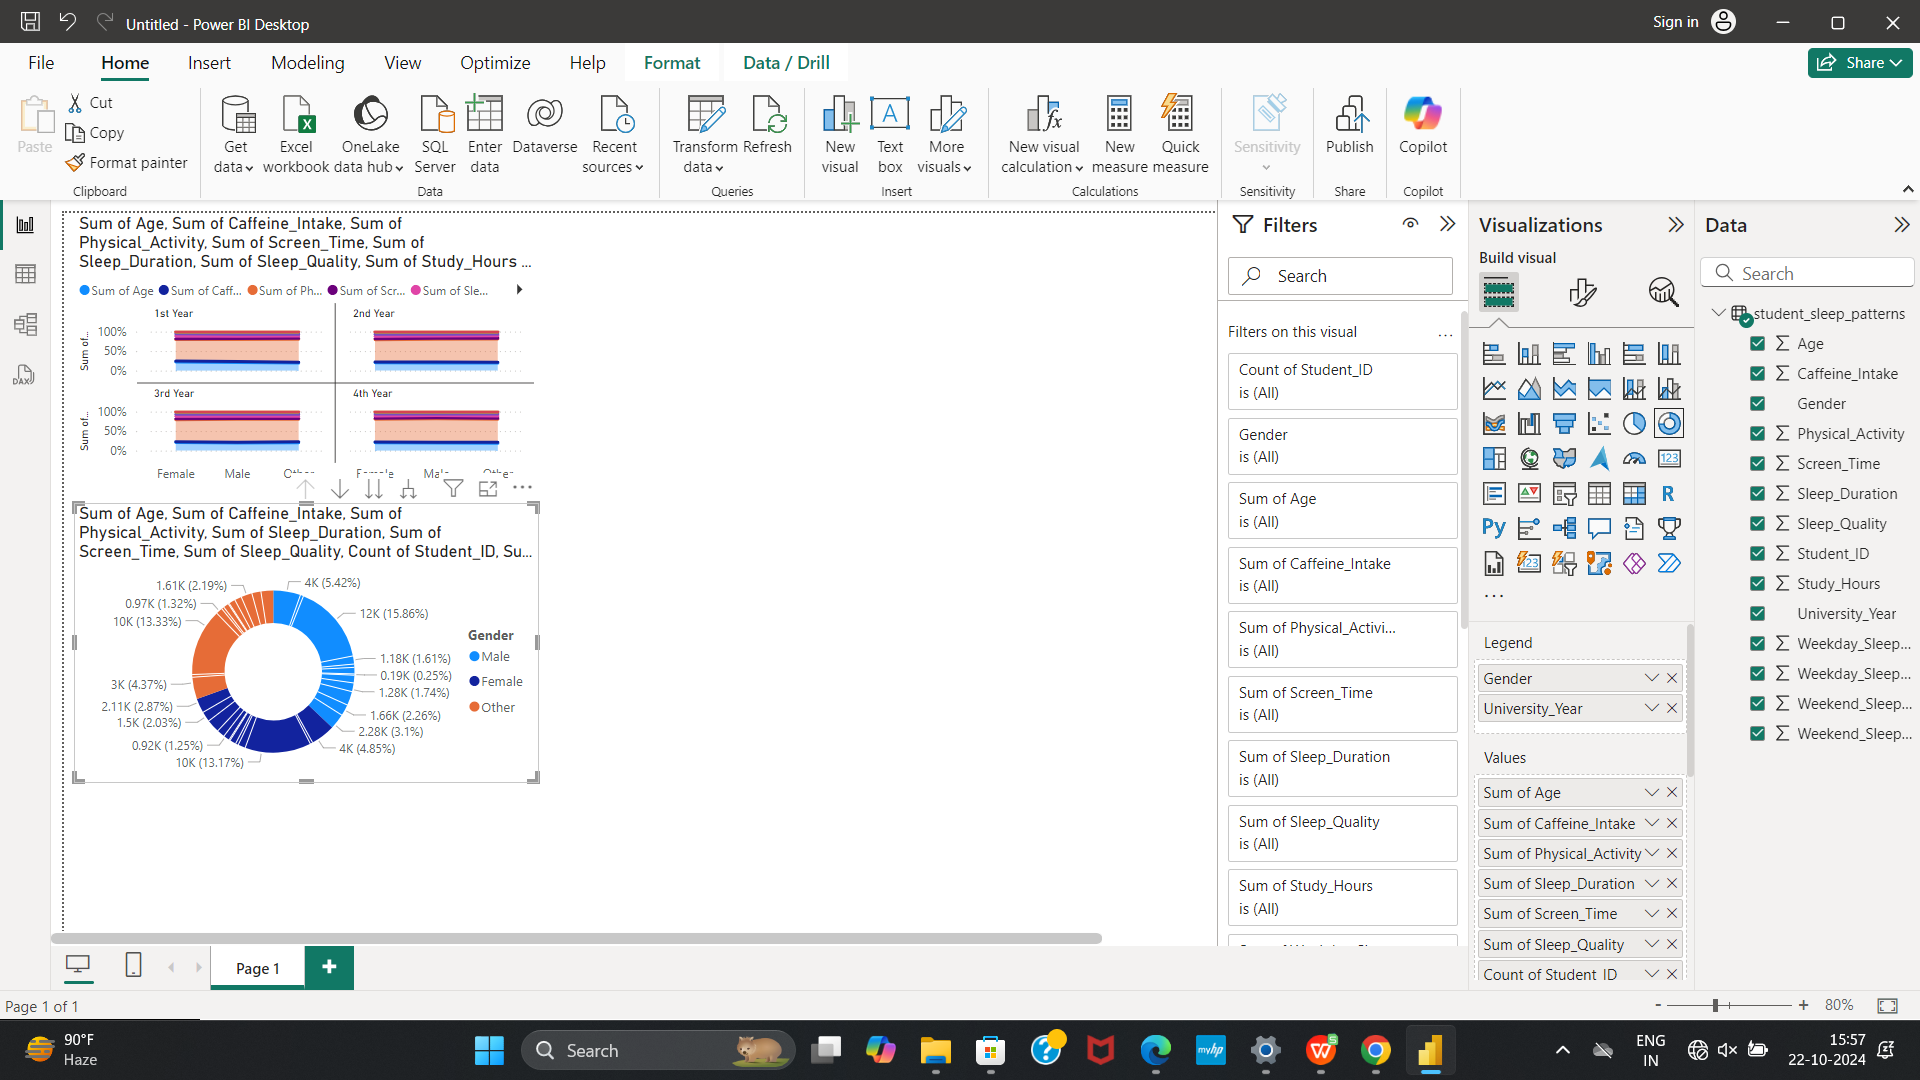 Untitled - Power BI Desktop
Sign in
File Home Insert Modeling View Optimize Help Format Data / Drill
Share
Paste
Cut
Copy
Format painter
Clipboard
Get data
Excel workbook
OneLake data hub
SQL Server
Enter data
Dataverse
Recent sources
Data
Transform data
Refresh
Queries
New visual
Text box
More visuals
Insert
New visual calculation
New measure
Quick measure
Calculations
Sensitivity
Sensitivity
Publish
Share
Copilot
Copilot
Sum of Age, Sum of Caffeine_Intake, Sum of
Physical_Activity, Sum of Screen_Time, Sum of
Sleep_Duration, Sum of Sleep_Quality, Sum of Study_Hours ...
Sum of Age Sum of Caff... Sum of Ph... Sum of Scr... Sum of Sle...
1st Year 2nd Year
Sum of...
100%
50%
0%
3rd Year 4th Year
Sum of...
100%
50%
0%
Female Male Other Female Male Other
Sum of Age, Sum of Caffeine_Intake, Sum of
Physical_Activity, Sum of Sleep_Duration, Sum of
Screen_Time, Sum of Sleep_Quality, Count of Student_ID, Su...
1.61K (2.19%)
0.97K (1.32%)
10K (13.33%)
3K (4.37%)
2.11K (2.87%)
1.5K (2.03%)
0.92K (1.25%)
10K (13.17%)
4K (5.42%)
12K (15.86%)
1.18K (1.61%)
0.19K (0.25%)
1.28K (1.74%)
1.66K (2.26%)
2.28K (3.1%)
4K (4.85%)
Gender
Male
Female
Other
Filters
Search
Filters on this visual
...
Count of Student_ID
is (All)
Gender
is (All)
Sum of Age
is (All)
Sum of Caffeine_Intake
is (All)
Sum of Physical_Activi...
is (All)
Sum of Screen_Time
is (All)
Sum of Sleep_Duration
is (All)
Sum of Sleep_Quality
is (All)
Sum of Study_Hours
is (All)
Visualizations
Build visual
123
R
Py
123
...
Legend
Gender
University_Year
Values
Sum of Age
Sum of Caffeine_Intake
Sum of Physical_Activity
Sum of Sleep_Duration
Sum of Screen_Time
Sum of Sleep_Quality
Count of Student_ID
Data
Search
student_sleep_patterns
Age
Caffeine_Intake
Gender
Physical_Activity
Screen_Time
Sleep_Duration
Sleep_Quality
Student_ID
Study_Hours
University_Year
Weekday_Sleep...
Weekday_Sleep...
Weekend_Sleep...
Weekend_Sleep...
DAX
Page 1
Page 1 of 1
- + 80%
90°F
Haze
Search
myhp
ENG
IN
15:57
22-10-2024